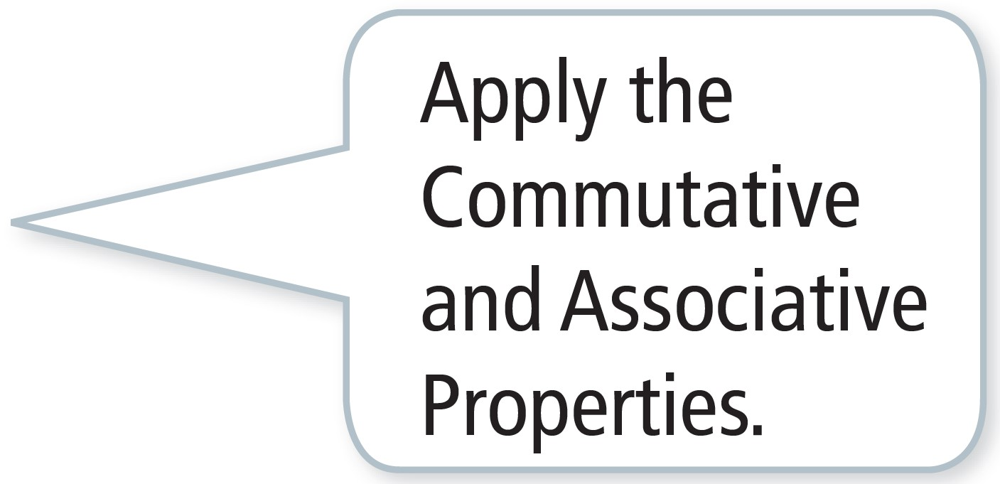 Apply the
Commutative
and Associative
Properties.